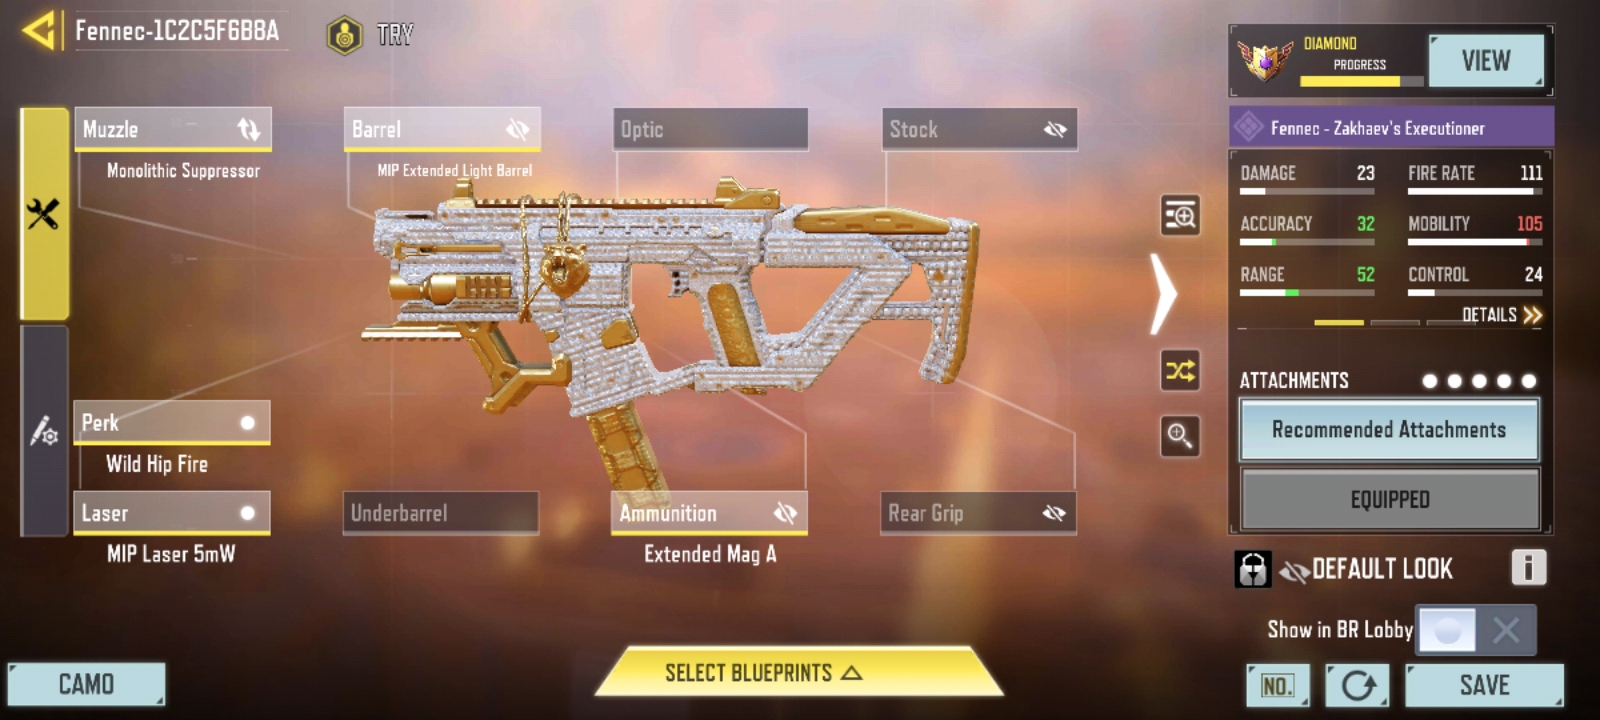 Fennec-1C2C5F6B8A
TRY
DIAMOND
PROGRESS
VIEW
Muzzle
Monolithic Suppressor
Barrel
MIP Extended Light Barrel
Optic
Stock
Fennec - Zakhaev's Executioner
DAMAGE 23
FIRE RATE 111
ACCURACY 32
MOBILITY 105
RANGE 52
CONTROL 24
DETAILS
ATTACHMENTS
Recommended Attachments
EQUIPPED
Perk
Wild Hip Fire
Laser
MIP Laser 5mW
Underbarrel
Ammunition
Extended Mag A
Rear Grip
DEFAULT LOOK
i
Show in BR Lobby
CAMO
SELECT BLUEPRINTS
NO.
SAVE